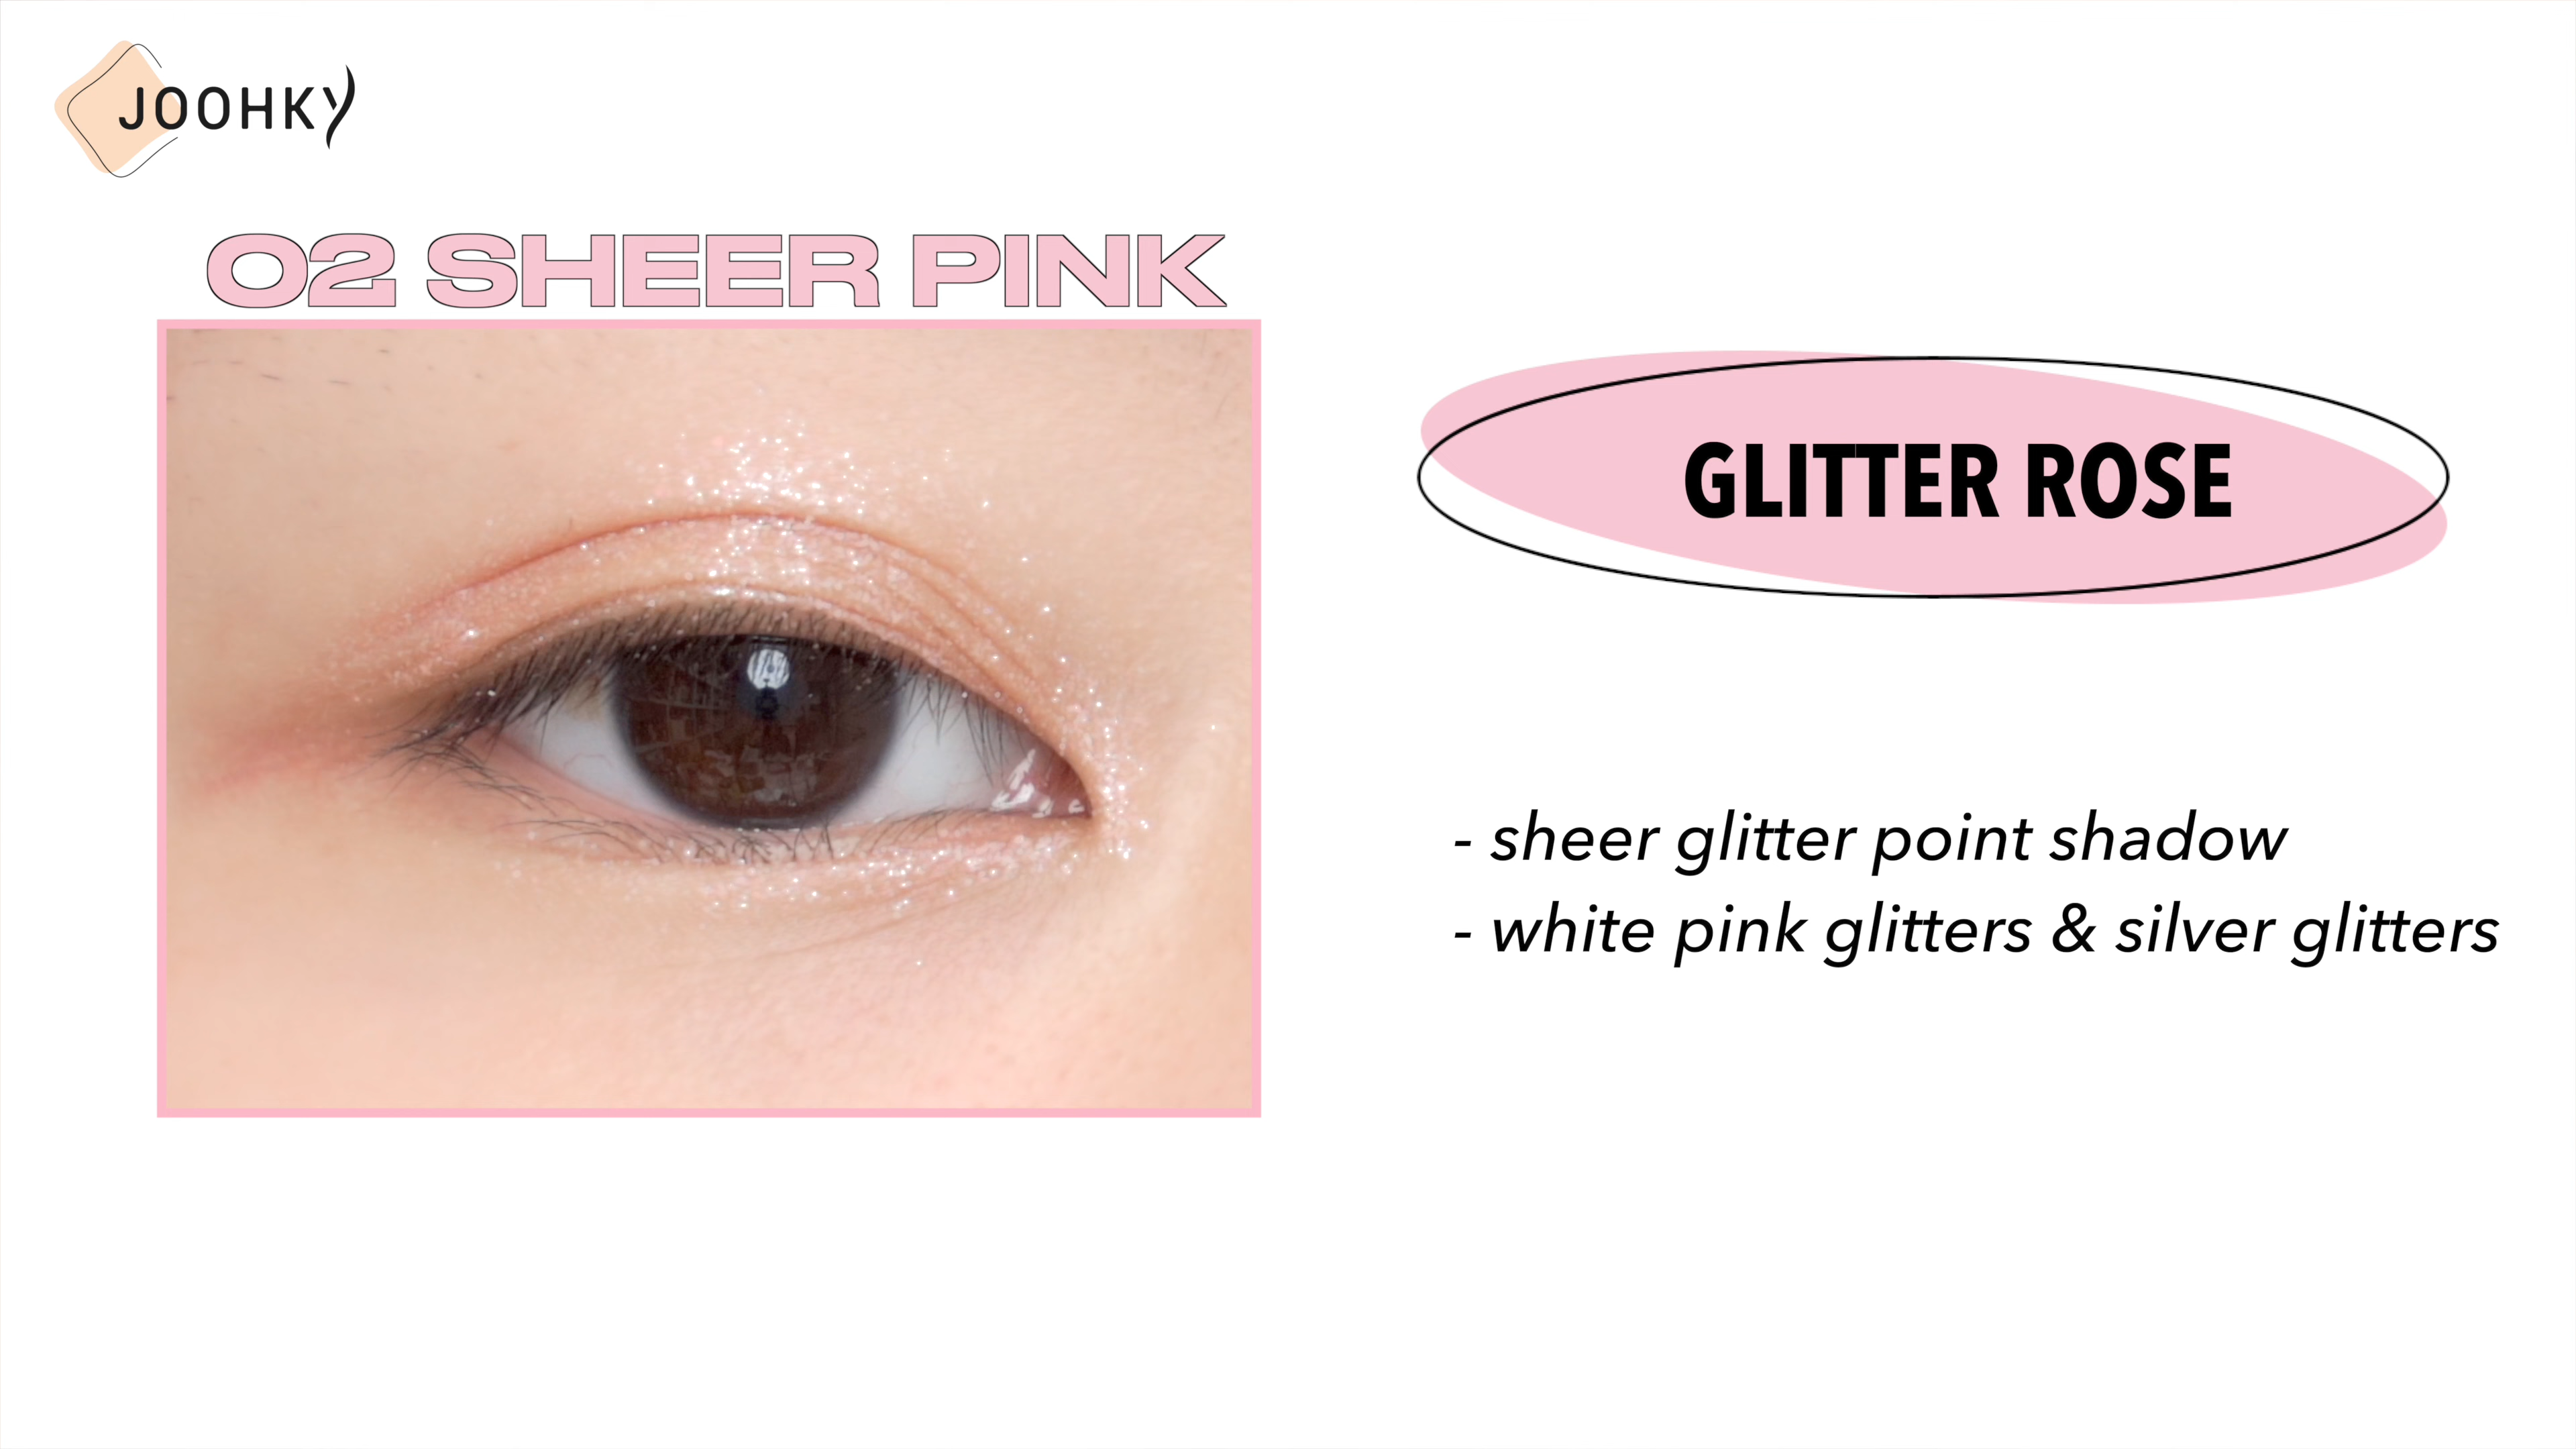 JOOHKY
02 SHEER PINK
GLITTER ROSE
- sheer glitter point shadow
- white pink glitters & silver glitters